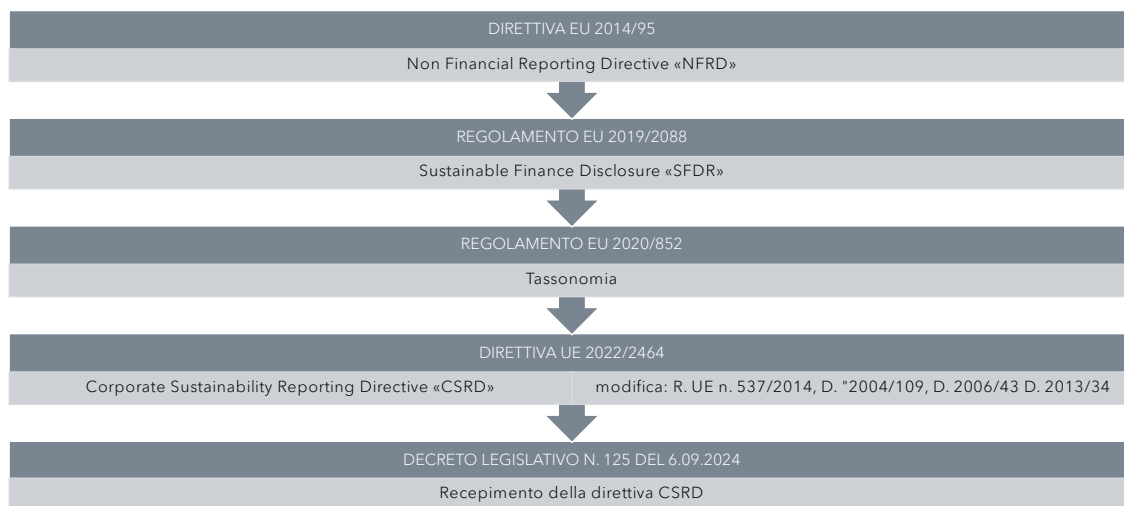 DIRETTIVA EU 2014/95
Non Financial Reporting Directive «NFRD»
REGOLAMENTO EU 2019/2088
Sustainable Finance Disclosure «SFDR»
REGOLAMENTO EU 2020/852
Tassonomia
DIRETTIVA UE 2022/2464
Corporate Sustainability Reporting Directive «CSRD»
modifica: R. UE n. 537/2014, D. "2004/109, D. 2006/43 D. 2013/34
DECRETO LEGISLATIVO N. 125 DEL 6.09.2024
Recepimento della direttiva CSRD